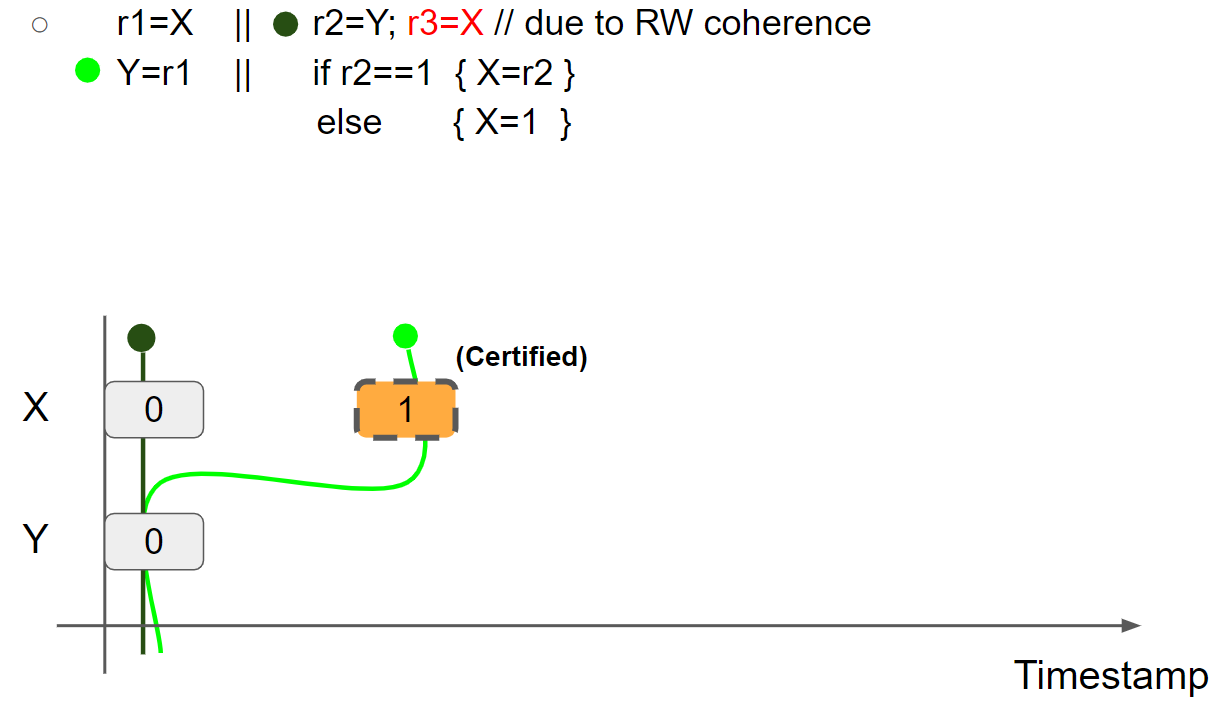 r1=X || r2=Y; r3=X // due to RW coherence
Y=r1 || if r2==1 { X=r2 }
else { X=1 }
(Certified)
X 0 1
Y 0
Timestamp